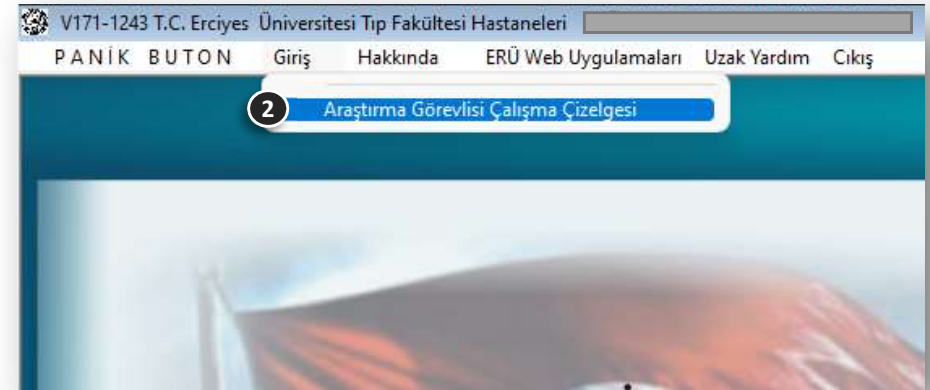 V171-1243 T.C. Erciyes Üniversitesi Tıp Fakültesi Hastaneleri
PANİK BUTON Giriş Hakkında ERÜ Web Uygulamaları Uzak Yardım Cıkış
2 Araştırma Görevlisi Çalışma Çizelgesi